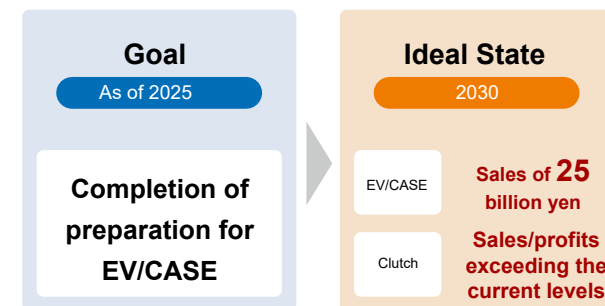 Goal
As of 2025
Completion of
preparation for
EV/CASE
Ideal State
2030
EV/CASE
Sales of 25
billion yen
Clutch
Sales/profits
exceeding the
current levels